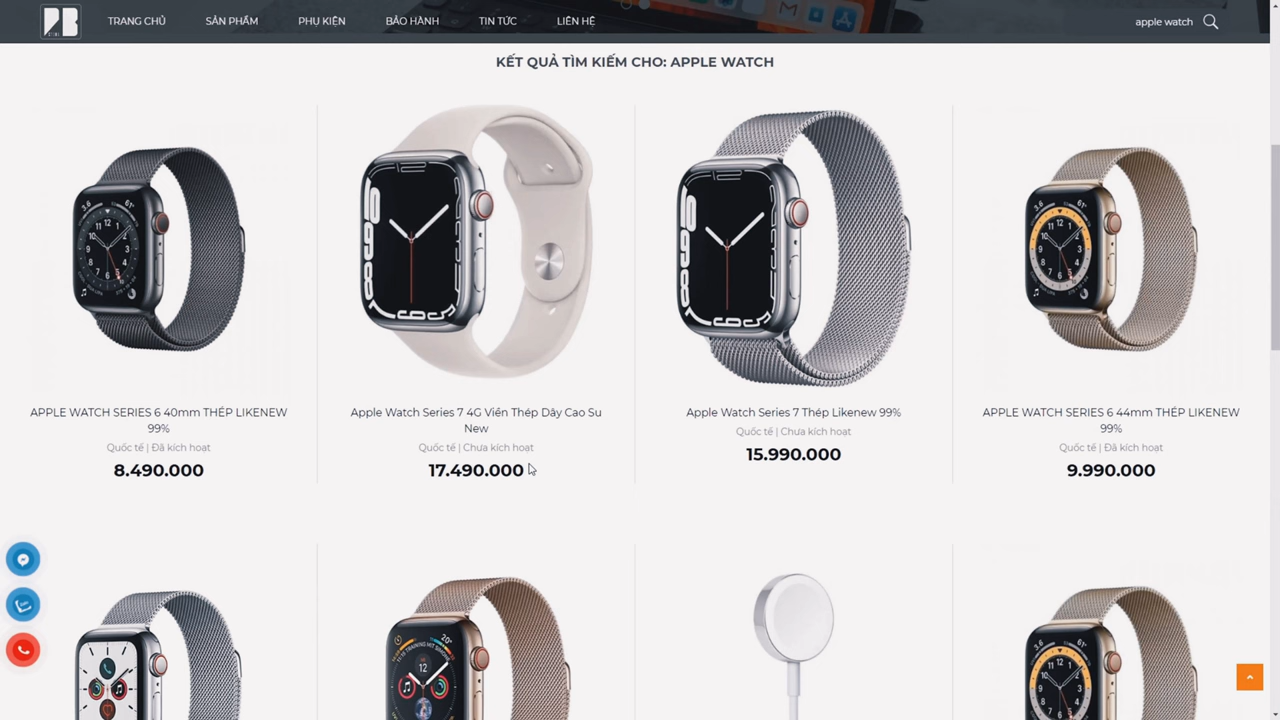 TRANG CHỦ
SẢN PHẨM
PHỤ KIỆN
BẢO HÀNH
TIN TỨC
LIÊN HỆ
apple watch
KẾT QUẢ TÌM KIẾM CHO: APPLE WATCH
APPLE WATCH SERIES 6 40mm THÉP LIKENEW
99%
Quốc tế | Đã kích hoạt
8.490.000
Apple Watch Series 7 4G Viền Thép Dây Cao Su
New
Quốc tế | Chưa kích hoạt
17.490.000
Apple Watch Series 7 Thép Likenew 99%
Quốc tế | Chưa kích hoạt
15.990.000
APPLE WATCH SERIES 6 44mm THÉP LIKENEW
99%
Quốc tế | Đã kích hoạt
9.990.000